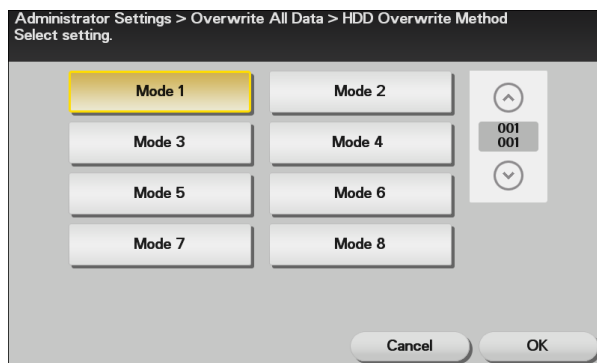 Administrator Settings > Overwrite All Data > HDD Overwrite Method
Select setting.
Mode 1
Mode 2
Mode 3
Mode 4
001
001
Mode 5
Mode 6
Mode 7
Mode 8
Cancel
OK